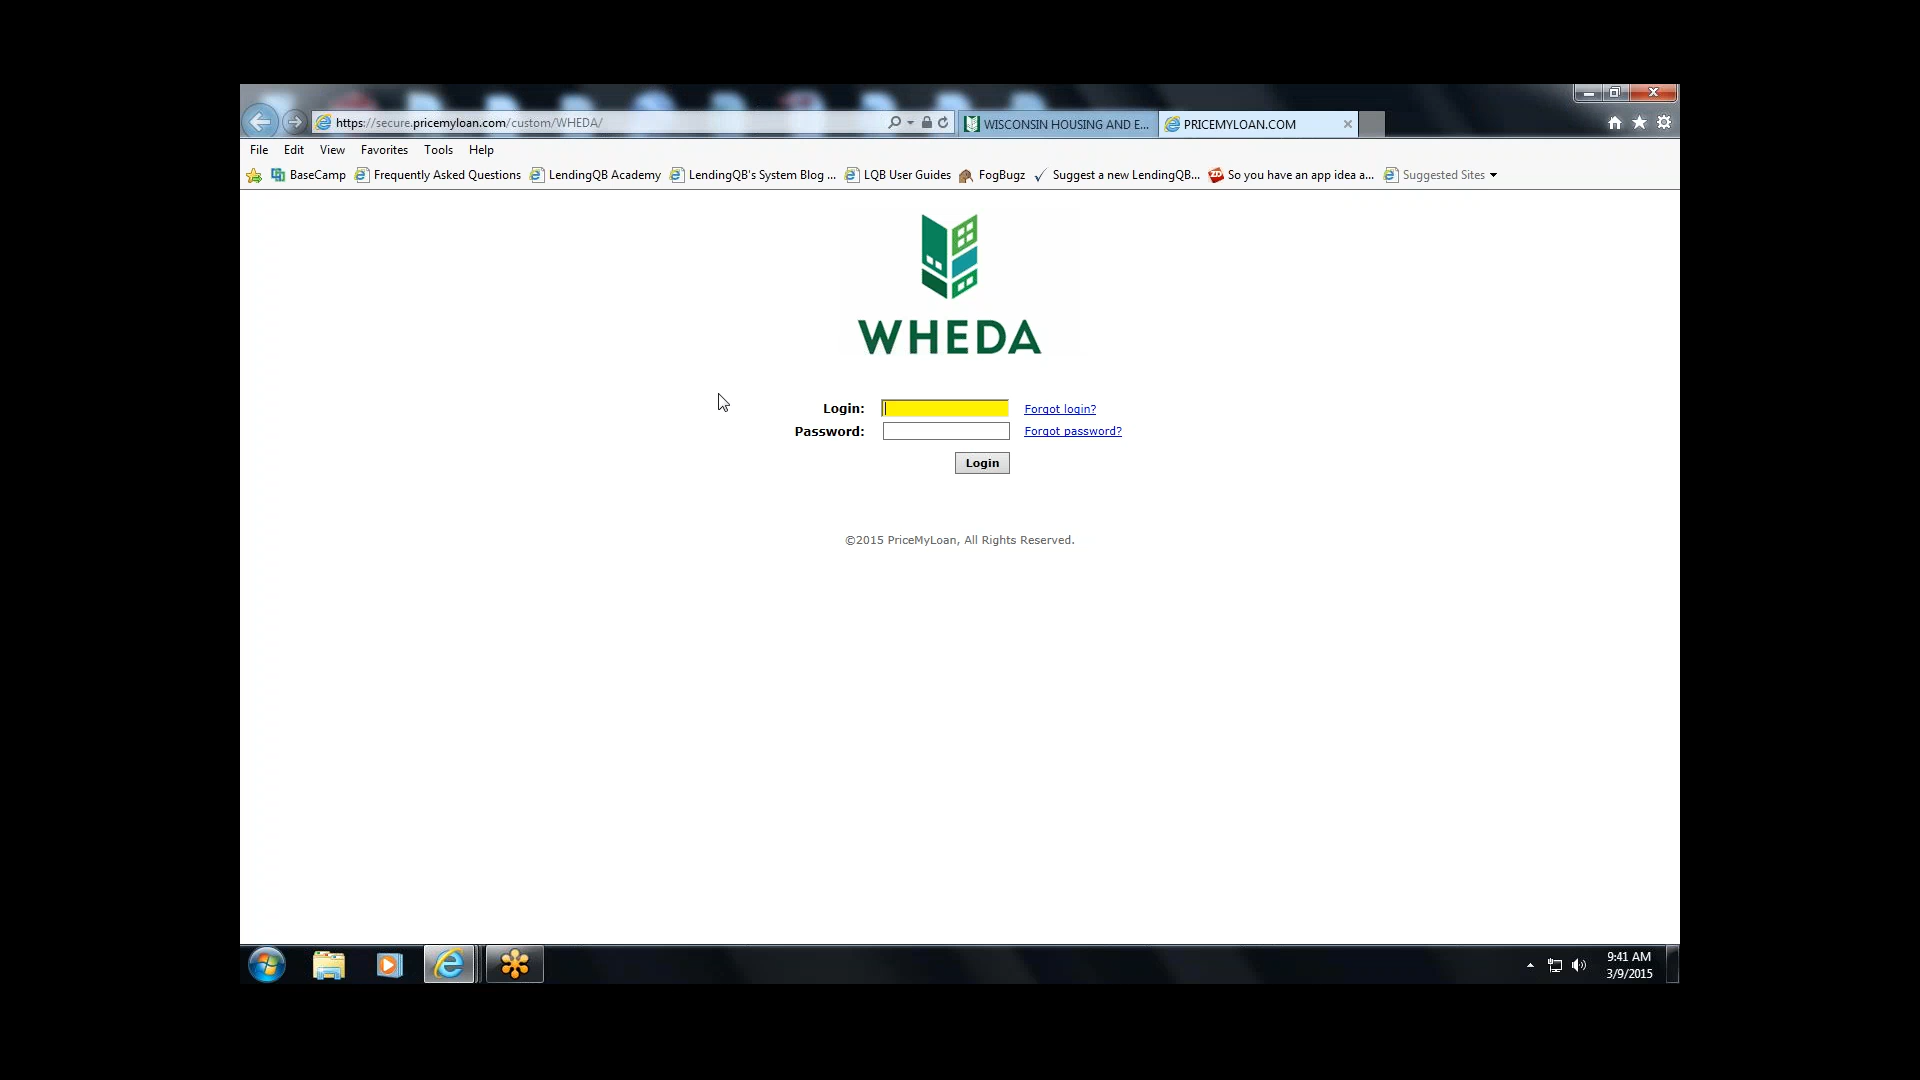 https://secure.pricemyloan.com/custom/WHEDA/
WISCONSIN HOUSING AND E...
PRICEMYLOAN.COM
File Edit View Favorites Tools Help
BaseCamp Frequently Asked Questions LendingQB Academy LendingQB's System Blog ... LQB User Guides FogBugz Suggest a new LendingQB... So you have an app idea a... Suggested Sites
WHEDA
Login: Forgot login?
Password: Forgot password?
Login
©2015 PriceMyLoan, All Rights Reserved.
9:41 AM
3/9/2015